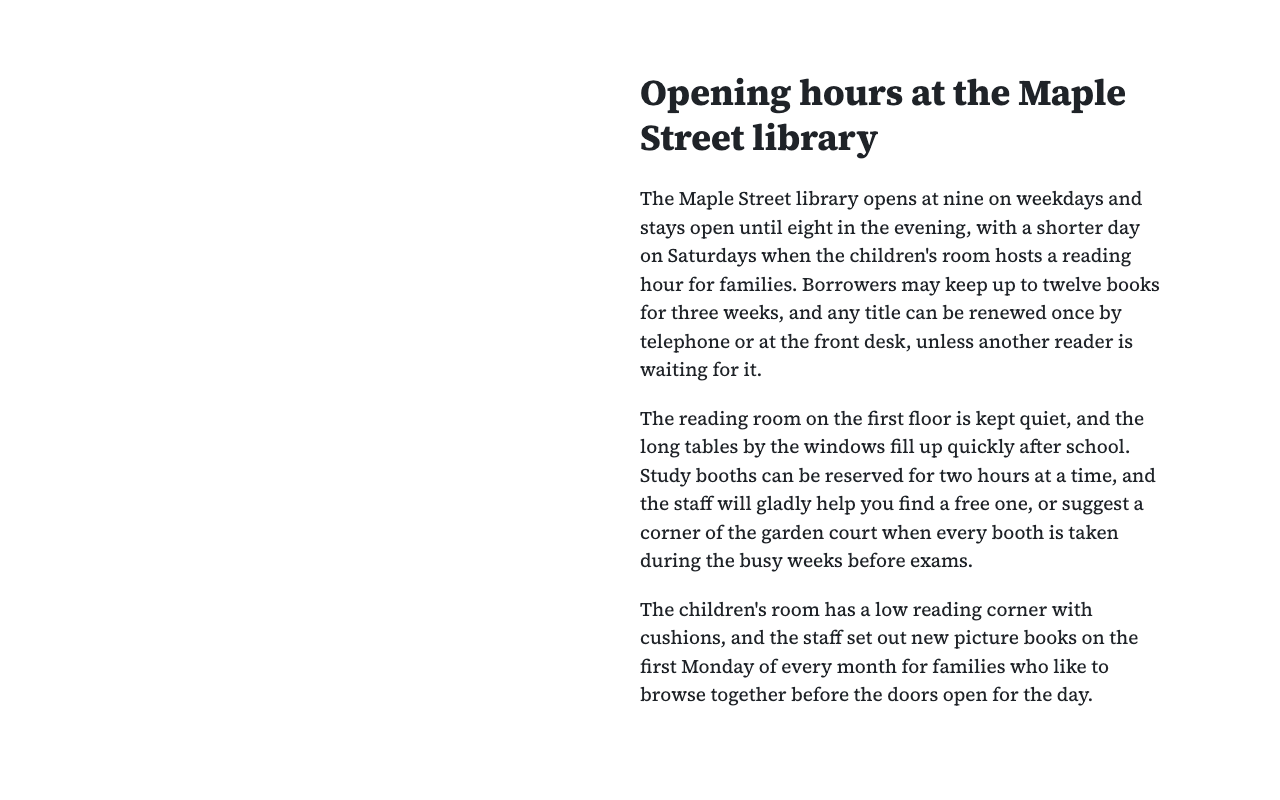 Opening hours at the Maple
Street library
The Maple Street library opens at nine on weekdays and
stays open until eight in the evening, with a shorter day
on Saturdays when the children's room hosts a reading
hour for families. Borrowers may keep up to twelve books
for three weeks, and any title can be renewed once by
telephone or at the front desk, unless another reader is
waiting for it.
The reading room on the first floor is kept quiet, and the
long tables by the windows fill up quickly after school.
Study booths can be reserved for two hours at a time, and
the staff will gladly help you find a free one, or suggest a
corner of the garden court when every booth is taken
during the busy weeks before exams.
The children's room has a low reading corner with
cushions, and the staff set out new picture books on the
first Monday of every month for families who like to
browse together before the doors open for the day.